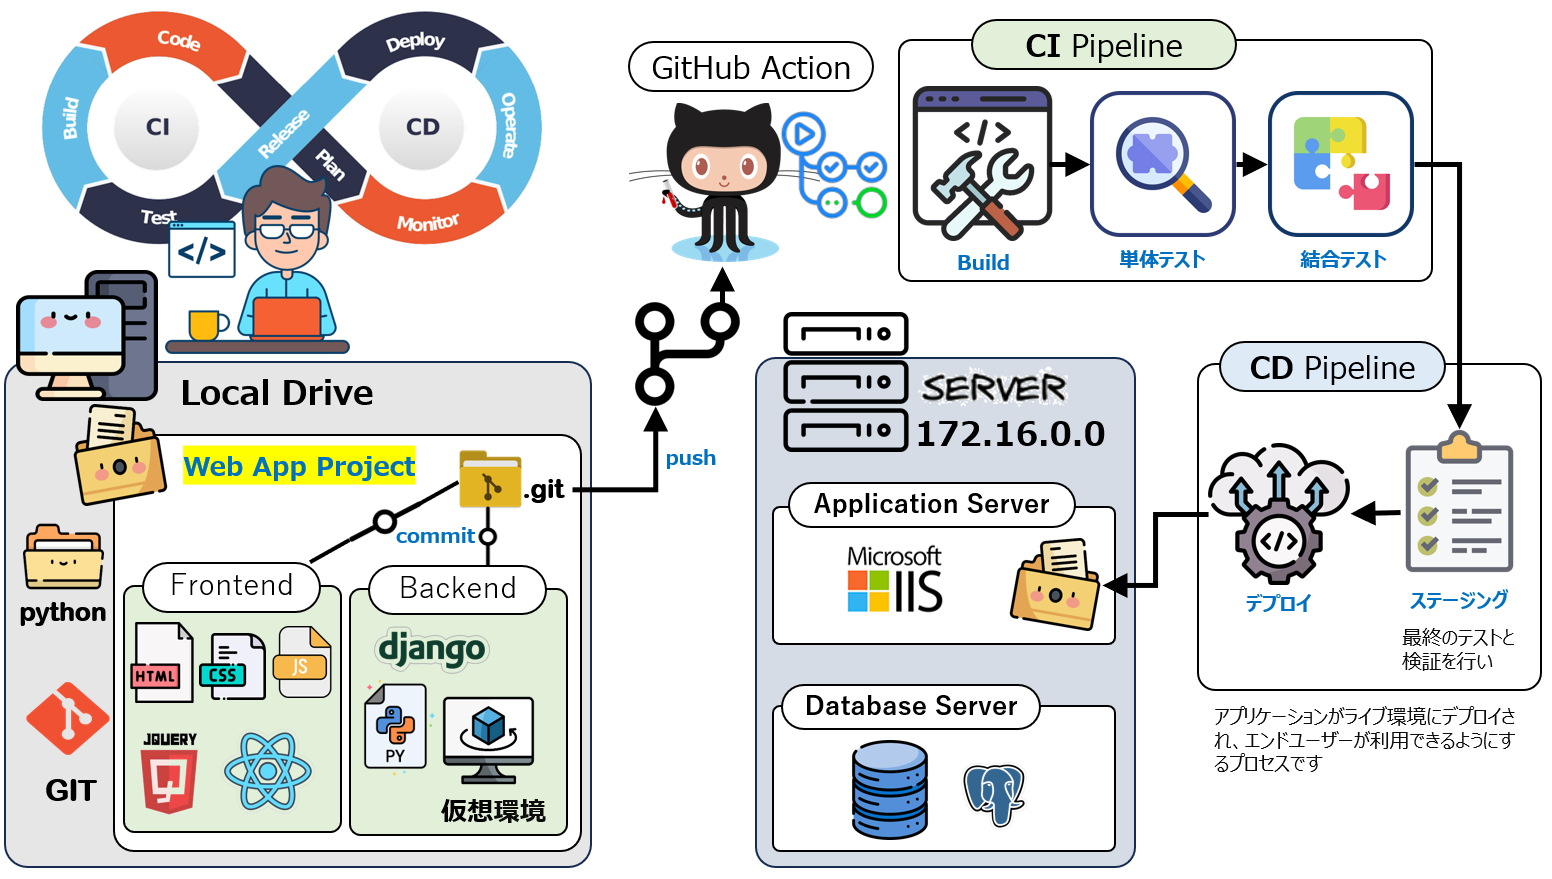 Code
Build
CI
Test
Plan
Release
Deploy
CD
Operate
Monitor
</>
GitHub Action
CI Pipeline
</>
Build
単体テスト
結合テスト
Local Drive
Web App Project
.git
push
commit
python
GIT
Frontend
HTML
CSS
JS
JQUERY
Backend
django
PY
仮想環境
SERVER
172.16.0.0
Application Server
Microsoft
IIS
Database Server
CD Pipeline
</>
デプロイ
ステージング
最終のテストと
検証を行い
アプリケーションがライブ環境にデプロイさ
れ、エンドユーザーが利用できるようにす
るプロセスです